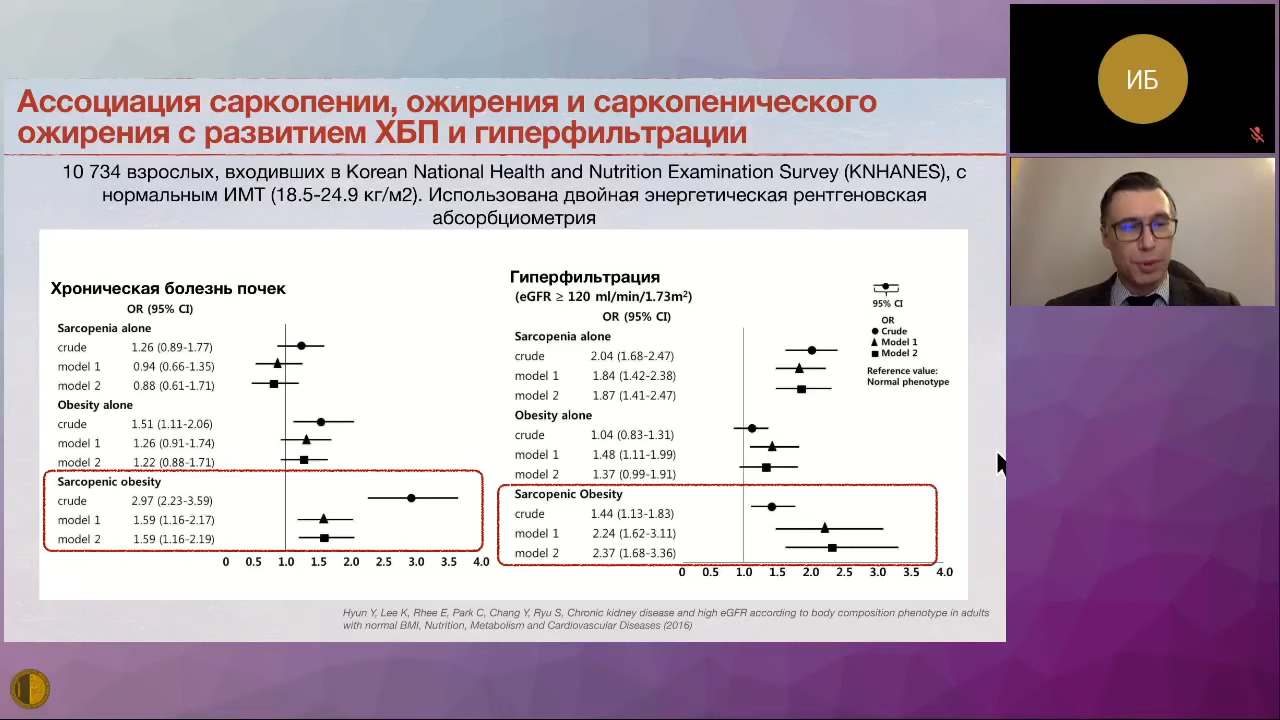 Ассоциация саркопении, ожирения и саркопенического
ожирения с развитием ХБП и гиперфильтрации
10 734 взрослых, входивших в Korean National Health and Nutrition Examination Survey (KNHANES), с
нормальным ИМТ (18.5-24.9 кг/м2). Использована двойная энергетическая рентгеновская
абсорбциометрия
Хроническая болезнь почек
OR (95% CI)
Sarcopenia alone
crude 1.26 (0.89-1.77)
model 1 0.94 (0.66-1.35)
model 2 0.88 (0.61-1.71)
Obesity alone
crude 1.51 (1.11-2.06)
model 1 1.26 (0.91-1.74)
model 2 1.22 (0.88-1.71)
Sarcopenic obesity
crude 2.97 (2.23-3.59)
model 1 1.59 (1.16-2.17)
model 2 1.59 (1.16-2.19)
0 0.5 1.0 1.5 2.0 2.5 3.0 3.5 4.0
Гиперфильтрация
(eGFR ≥ 120 ml/min/1.73m²)
OR (95% CI)
Sarcopenia alone
crude 2.04 (1.68-2.47)
model 1 1.84 (1.42-2.38)
model 2 1.87 (1.41-2.47)
Obesity alone
crude 1.04 (0.83-1.31)
model 1 1.48 (1.11-1.99)
model 2 1.37 (0.99-1.91)
Sarcopenic Obesity
crude 1.44 (1.13-1.83)
model 1 2.24 (1.62-3.11)
model 2 2.37 (1.68-3.36)
0 0.5 1.0 1.5 2.0 2.5 3.0 3.5 4.0
95% CI
OR
Crude
Model 1
Model 2
Reference value:
Normal phenotype
Hyun Y, Lee K, Rhee E, Park C, Chang Y, Ryu S, Chronic kidney disease and high eGFR according to body composition phenotype in adults
with normal BMI, Nutrition, Metabolism and Cardiovascular Diseases (2016)
ИБ